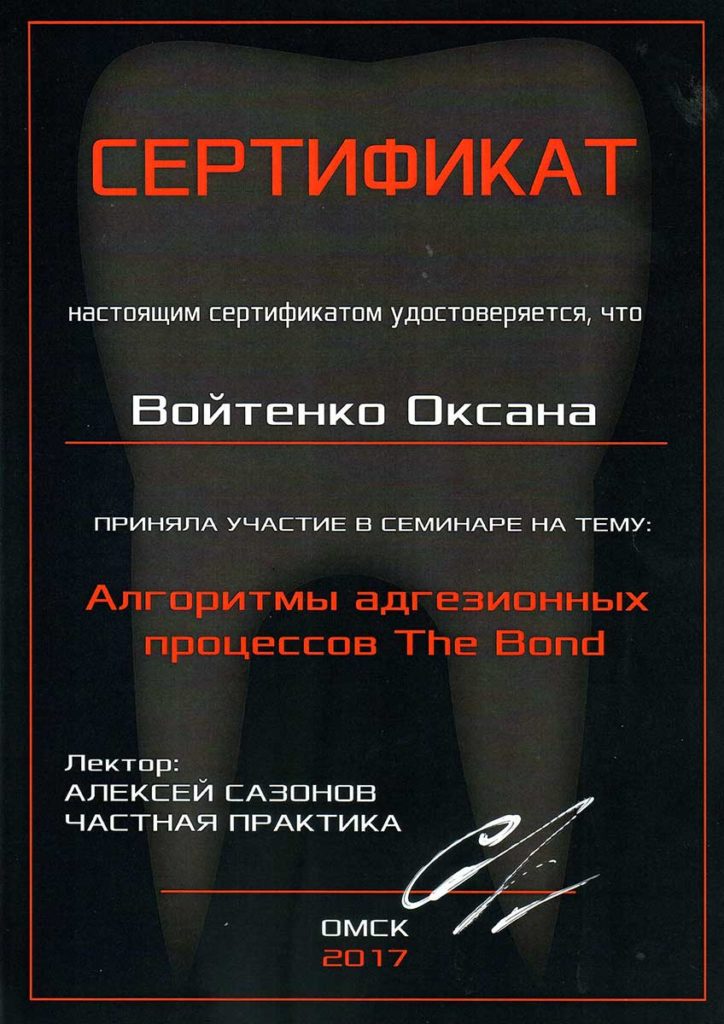 СЕРТИФИКАТ
настоящим сертификатом удостоверяется, что
Войтенко Оксана
ПРИНЯЛА УЧАСТИЕ В СЕМИНАРЕ НА ТЕМУ:
Алгоритмы адгезионных
процессов The Bond
Лектор:
АЛЕКСЕЙ САЗОНОВ
ЧАСТНАЯ ПРАКТИКА
ОМСК
2017